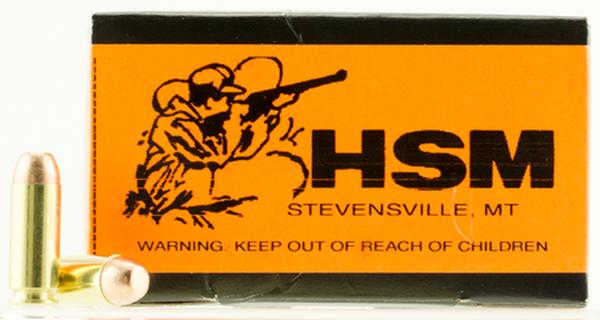 HSM
STEVENSVILLE, MT
WARNING: KEEP OUT OF REACH OF CHILDREN